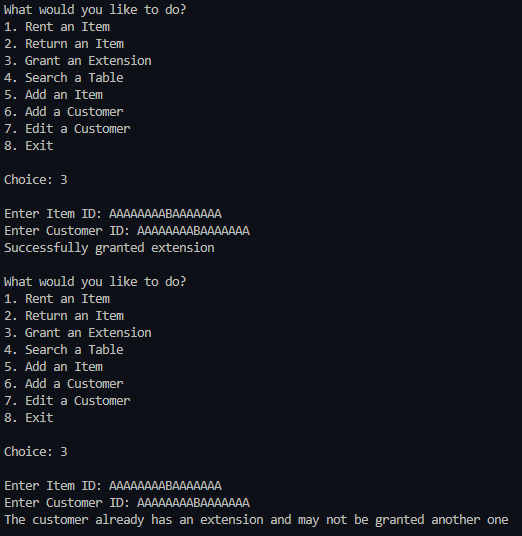 What would you like to do?
1. Rent an Item
2. Return an Item
3. Grant an Extension
4. Search a Table
5. Add an Item
6. Add a Customer
7. Edit a Customer
8. Exit
Choice: 3
Enter Item ID: AAAAAAAABAAAAAAA
Enter Customer ID: AAAAAAAABAAAAAAA
Successfully granted extension
What would you like to do?
1. Rent an Item
2. Return an Item
3. Grant an Extension
4. Search a Table
5. Add an Item
6. Add a Customer
7. Edit a Customer
8. Exit
Choice: 3
Enter Item ID: AAAAAAAABAAAAAAA
Enter Customer ID: AAAAAAAABAAAAAAA
The customer already has an extension and may not be granted another one